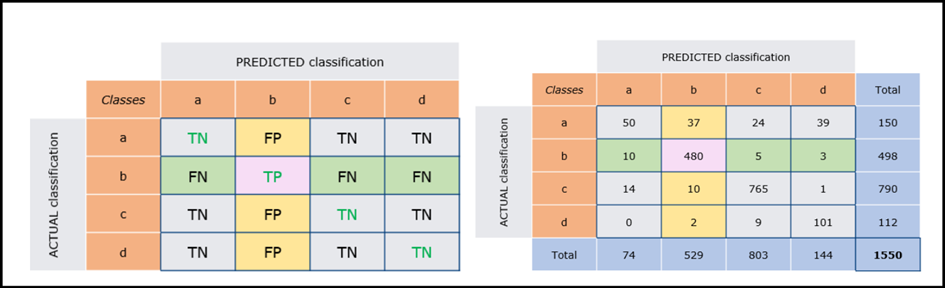 PREDICTED classification
Classes a b c d
ACTUAL classification
a TN FP TN TN
b FN TP FN FN
c TN FP TN TN
d TN FP TN TN
PREDICTED classification
Classes a b c d Total
ACTUAL classification
a 50 37 24 39 150
b 10 480 5 3 498
c 14 10 765 1 790
d 0 2 9 101 112
Total 74 529 803 144 1550